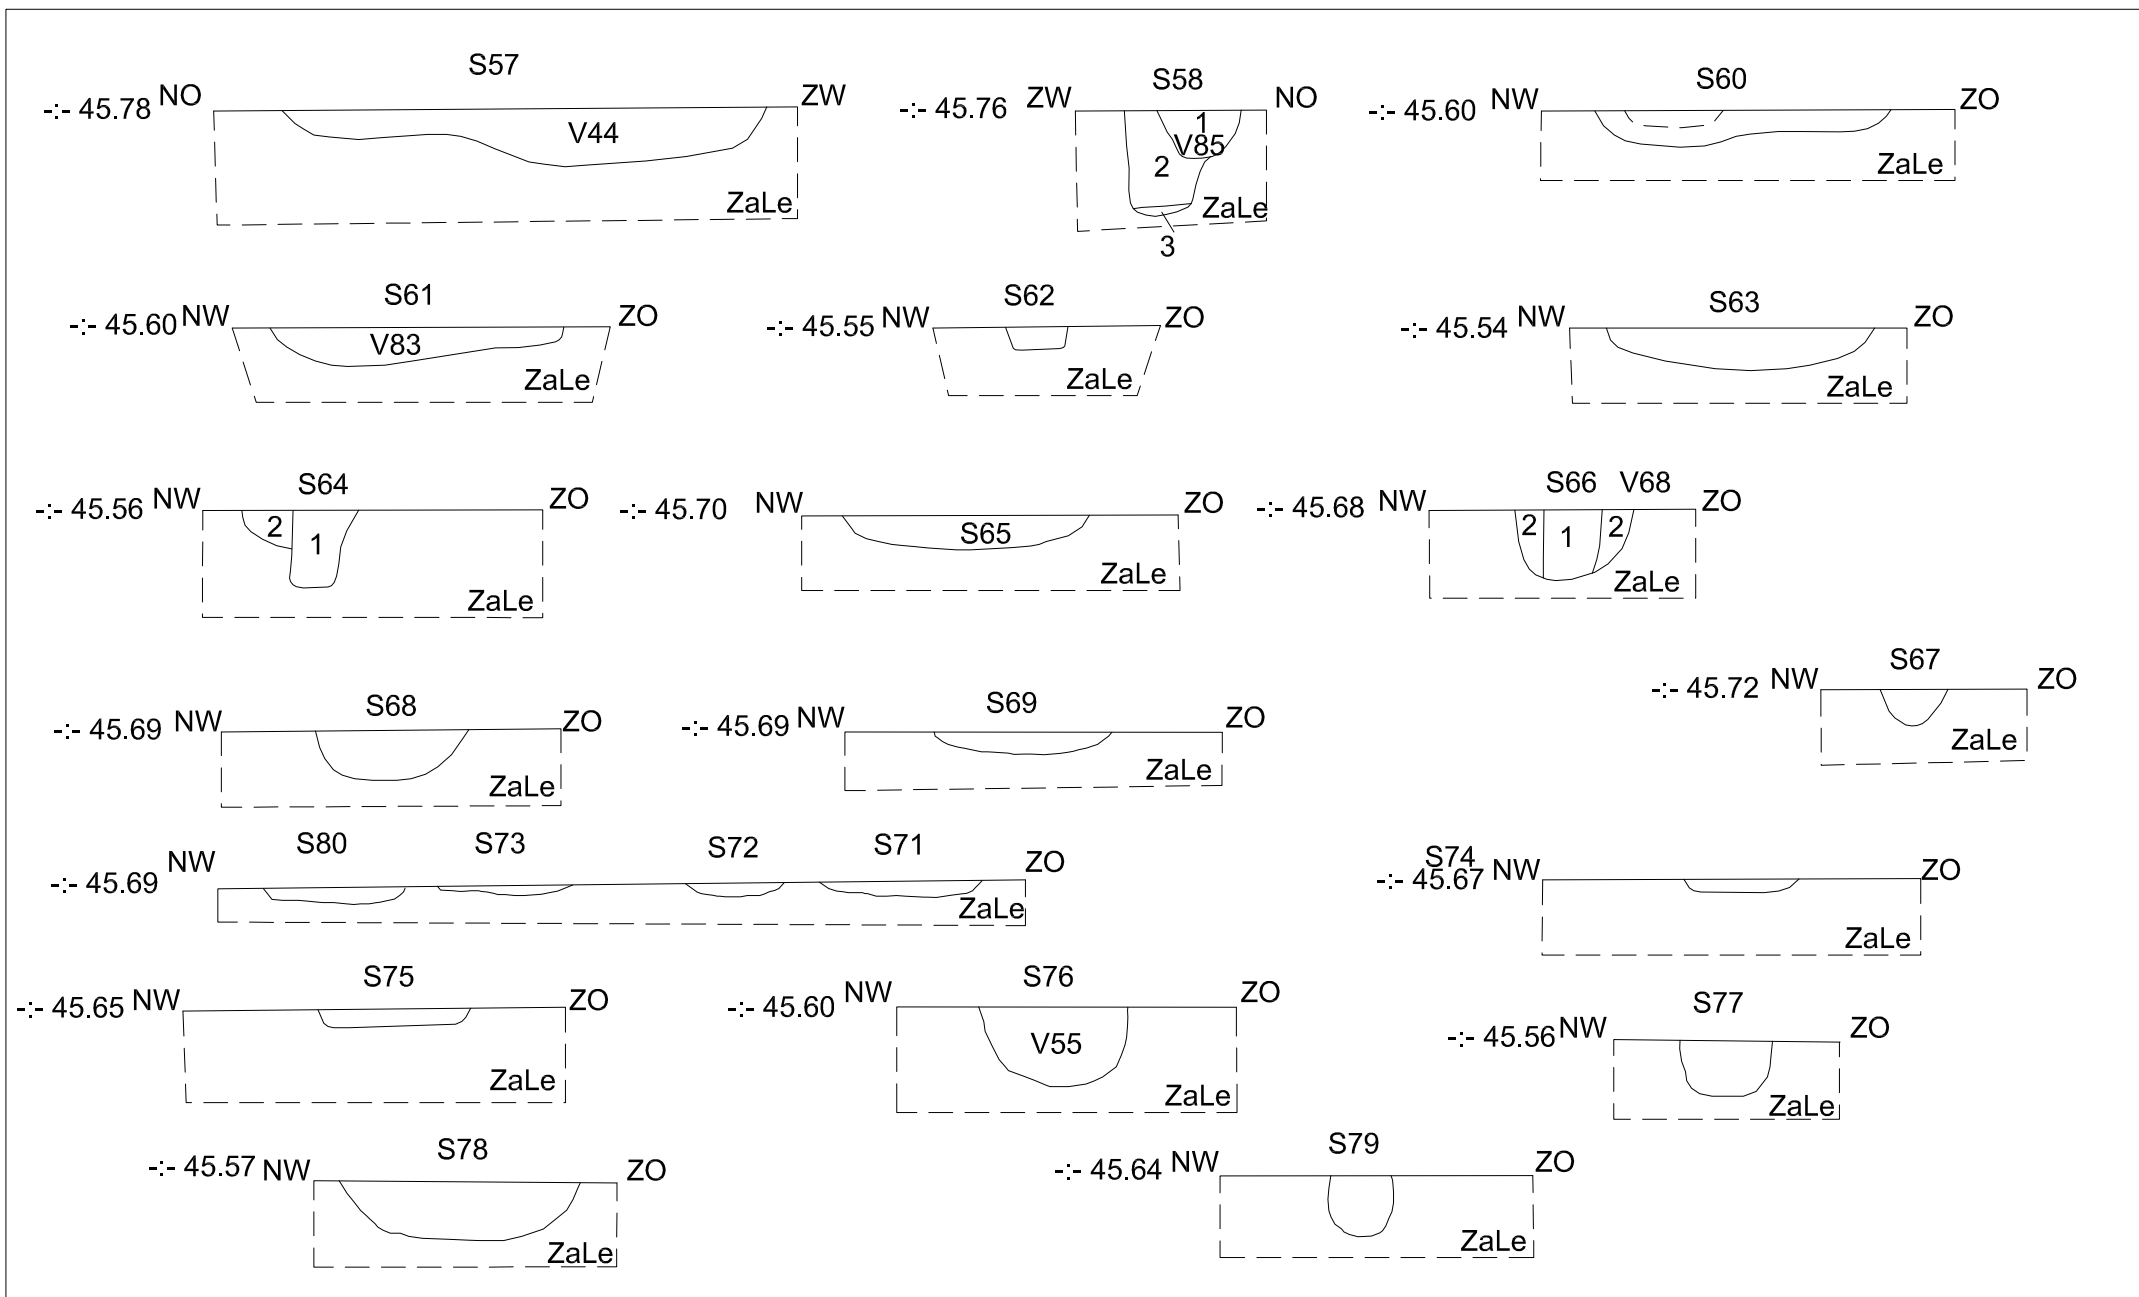 S57
-:- 45.78 NO ZW
V44
ZaLe
S58
-:- 45.76 ZW NO
1
V85
2
ZaLe
3
S60
-:- 45.60 NW ZO
ZaLe
S61
-:- 45.60 NW ZO
V83
ZaLe
S62
-:- 45.55 NW ZO
ZaLe
S63
-:- 45.54 NW ZO
ZaLe
S64
-:- 45.56 NW ZO
2 1
ZaLe
-:- 45.70 NW ZO
S65
ZaLe
S66 V68
-:- 45.68 NW ZO
2 1 2
ZaLe
S67
-:- 45.72 NW ZO
ZaLe
S68
-:- 45.69 NW ZO
ZaLe
S69
-:- 45.69 NW ZO
ZaLe
S80 S73 S72 S71
-:- 45.69 NW ZO
ZaLe
S74
-:- 45.67 NW ZO
ZaLe
S75
-:- 45.65 NW ZO
ZaLe
S76
-:- 45.60 NW ZO
V55
ZaLe
S77
-:- 45.56 NW ZO
ZaLe
S78
-:- 45.57 NW ZO
ZaLe
S79
-:- 45.64 NW ZO
ZaLe